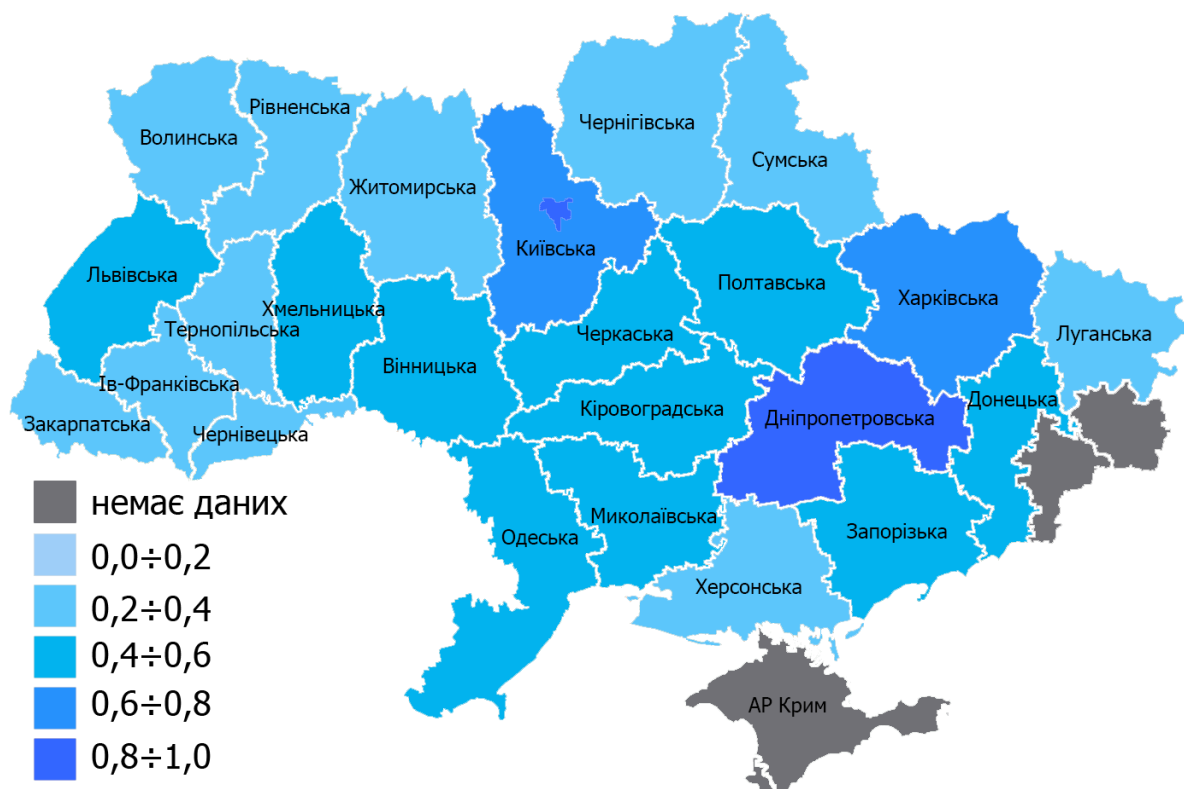 Рівненська
Чернігівська
Волинська
Сумська
Житомирська
Київська
Львівська
Полтавська
Харківська
Хмельницька
Тернопільська
Черкаська
Луганська
Вінницька
Ів-Франківська
Донецька
Кіровоградська
Дніпропетровська
Закарпатська
Чернівецька
Миколаївська
Запорізька
Одеська
Херсонська
АР Крим
немає даних
0,0÷0,2
0,2÷0,4
0,4÷0,6
0,6÷0,8
0,8÷1,0